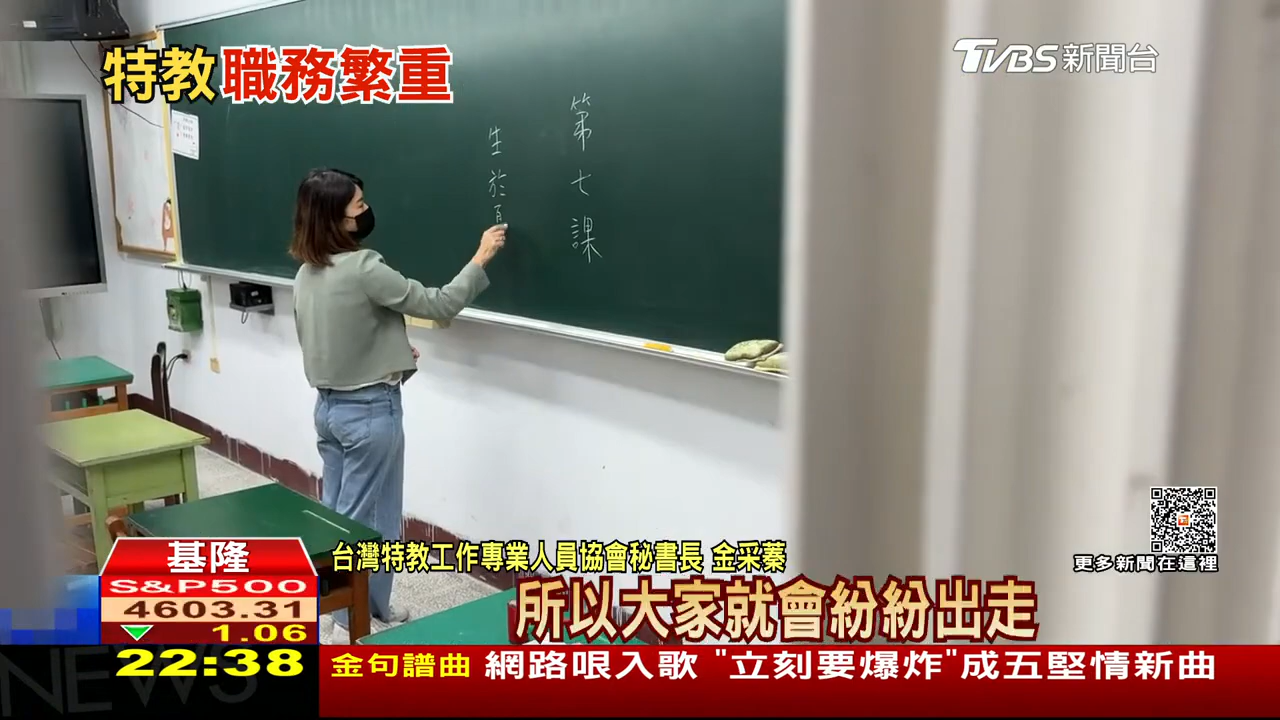 特教 職務繁重
TVBS新聞台
第七課
生於
更多新聞在這裡
基隆
S&P500
4603.31
1.06
22:38
台灣特教工作專業人員協會秘書長 金采蓁
所以大家就會紛紛出走
NEWS
金句譜曲 網路哏入歌 "立刻要爆炸"成五堅情新曲